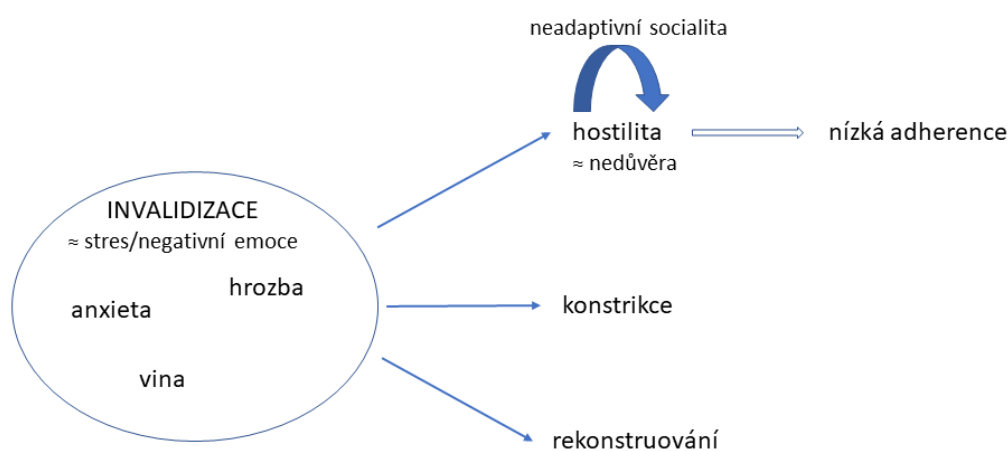 neadaptivní socialita
hostilita
≈ nedůvěra
nízká adherence
INVALIDIZACE
≈ stres/negativní emoce
hrozba
anxieta
vina
konstrikce
rekonstruování